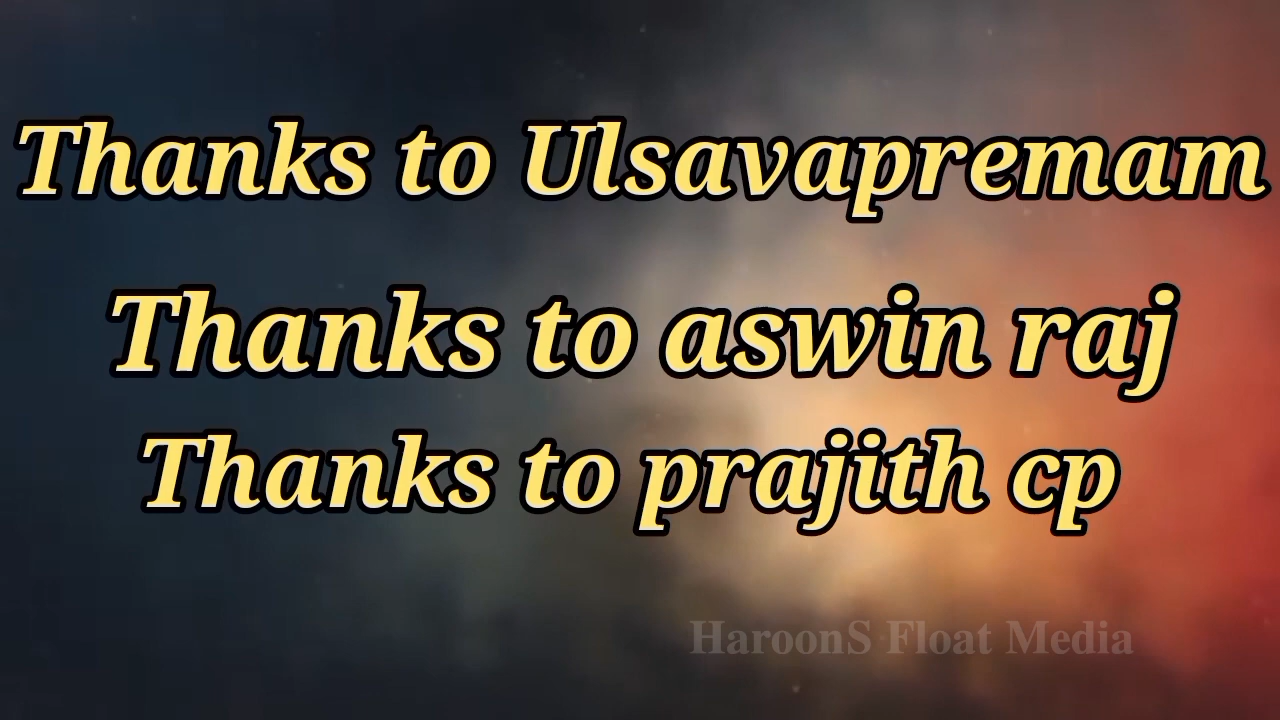 Thanks to Ulsavapremam
Thanks to aswin raj
Thanks to prajith cp
HaroonS Float Media